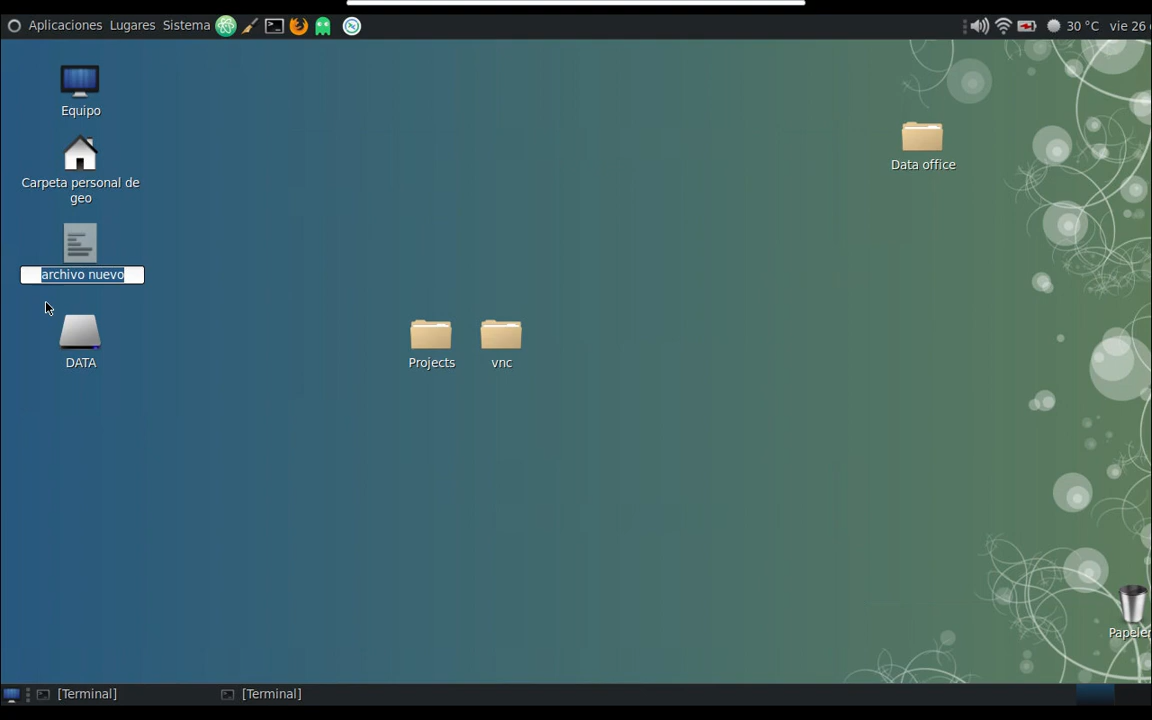 Aplicaciones Lugares Sistema 30 °C vie 26
Equipo
Carpeta personal de
geo
archivo nuevo
DATA
Projects
vnc
Data office
Papeler
[Terminal] [Terminal]